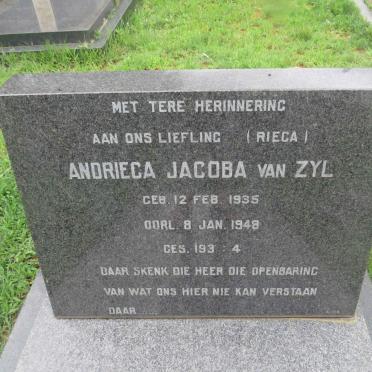 MET TERE HERINNERING
AAN ONS LIEFLING (RIECA)
ANDRIECA JACOBA VAN ZYL
GEB. 12 FEB. 1935
OORL. 8 JAN. 1949
GES. 193 : 4
DAAR SKENK DIE HEER DIE OPENBARING
VAN WAT ONS HIER NIE KAN VERSTAAN
DAAR